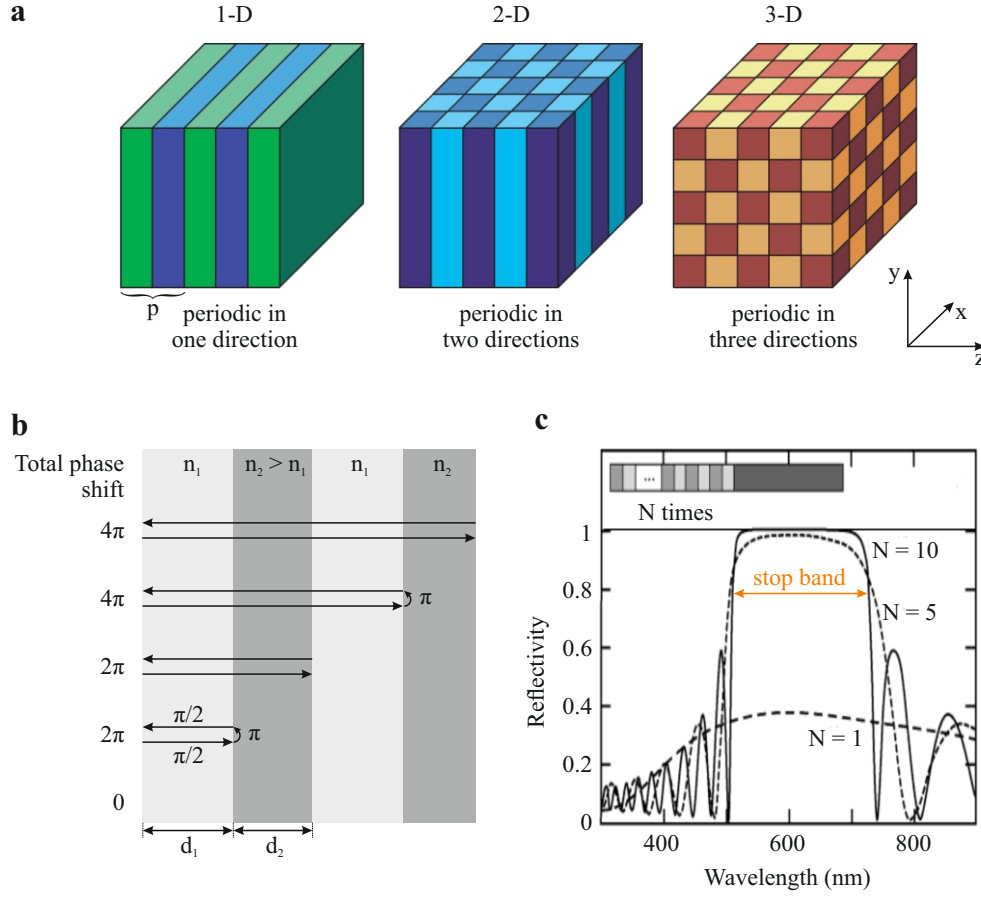 a
1-D
2-D
3-D
p
periodic in
one direction
periodic in
two directions
periodic in
three directions
y
x
z
b
Total phase
shift
n₁
n₂ > n₁
n₁
n₂
4π
4π
π
2π
2π
π/2
π
π/2
0
d₁
d₂
c
...
N times
1
N = 10
stop band
0.8
N = 5
0.6
0.4
N = 1
0.2
0
Reflectivity
400
600
800
Wavelength (nm)